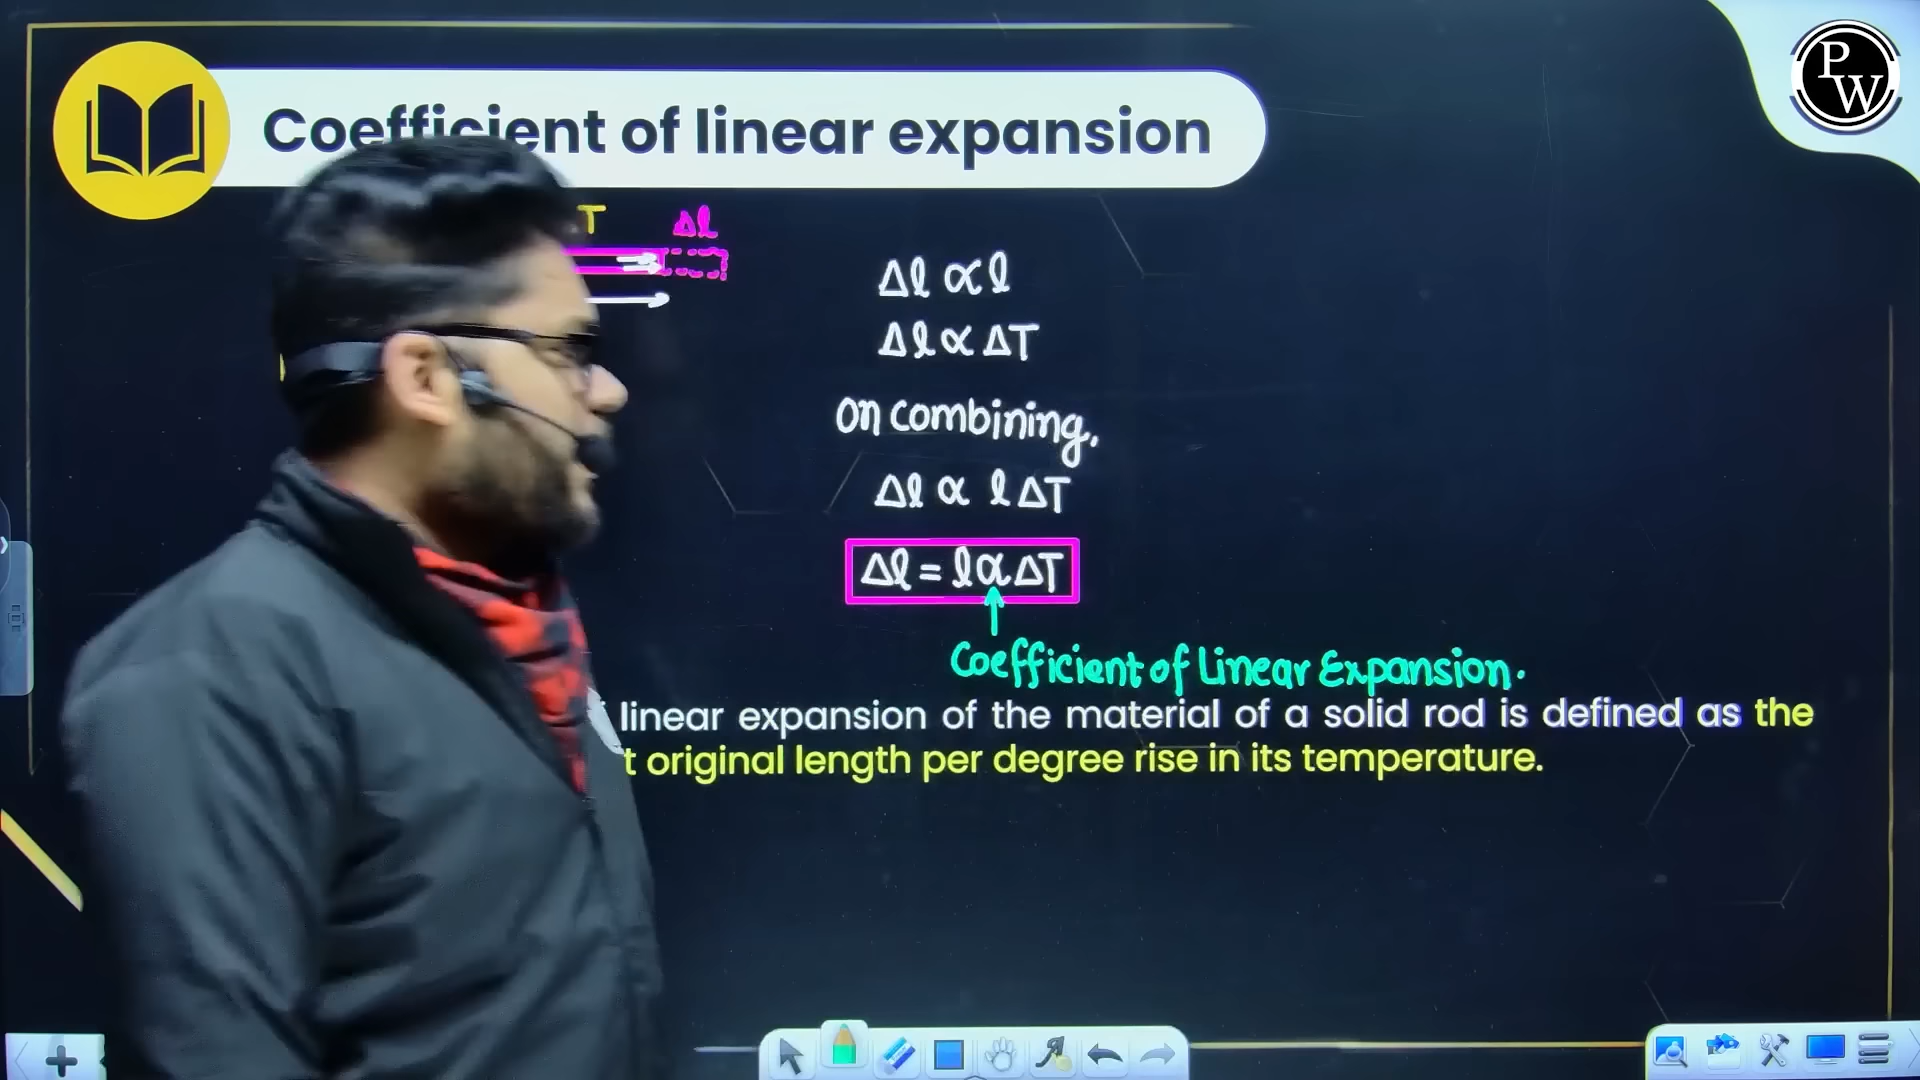 Coefficient of linear expansion
P
W
T Δl
Δl ∝ l
Δl ∝ ΔT
on combining.
Δl ∝ l ΔT
Δl = l α ΔT
Coefficient of Linear Expansion.
linear expansion of the material of a solid rod is defined as the
original length per degree rise in its temperature.